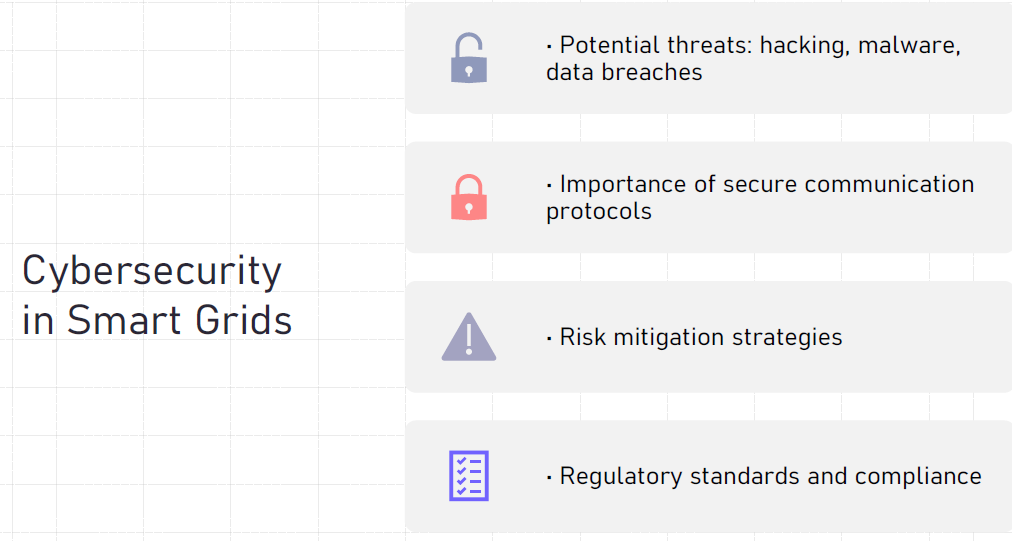 Cybersecurity
in Smart Grids
· Potential threats: hacking, malware,
data breaches
· Importance of secure communication
protocols
· Risk mitigation strategies
· Regulatory standards and compliance